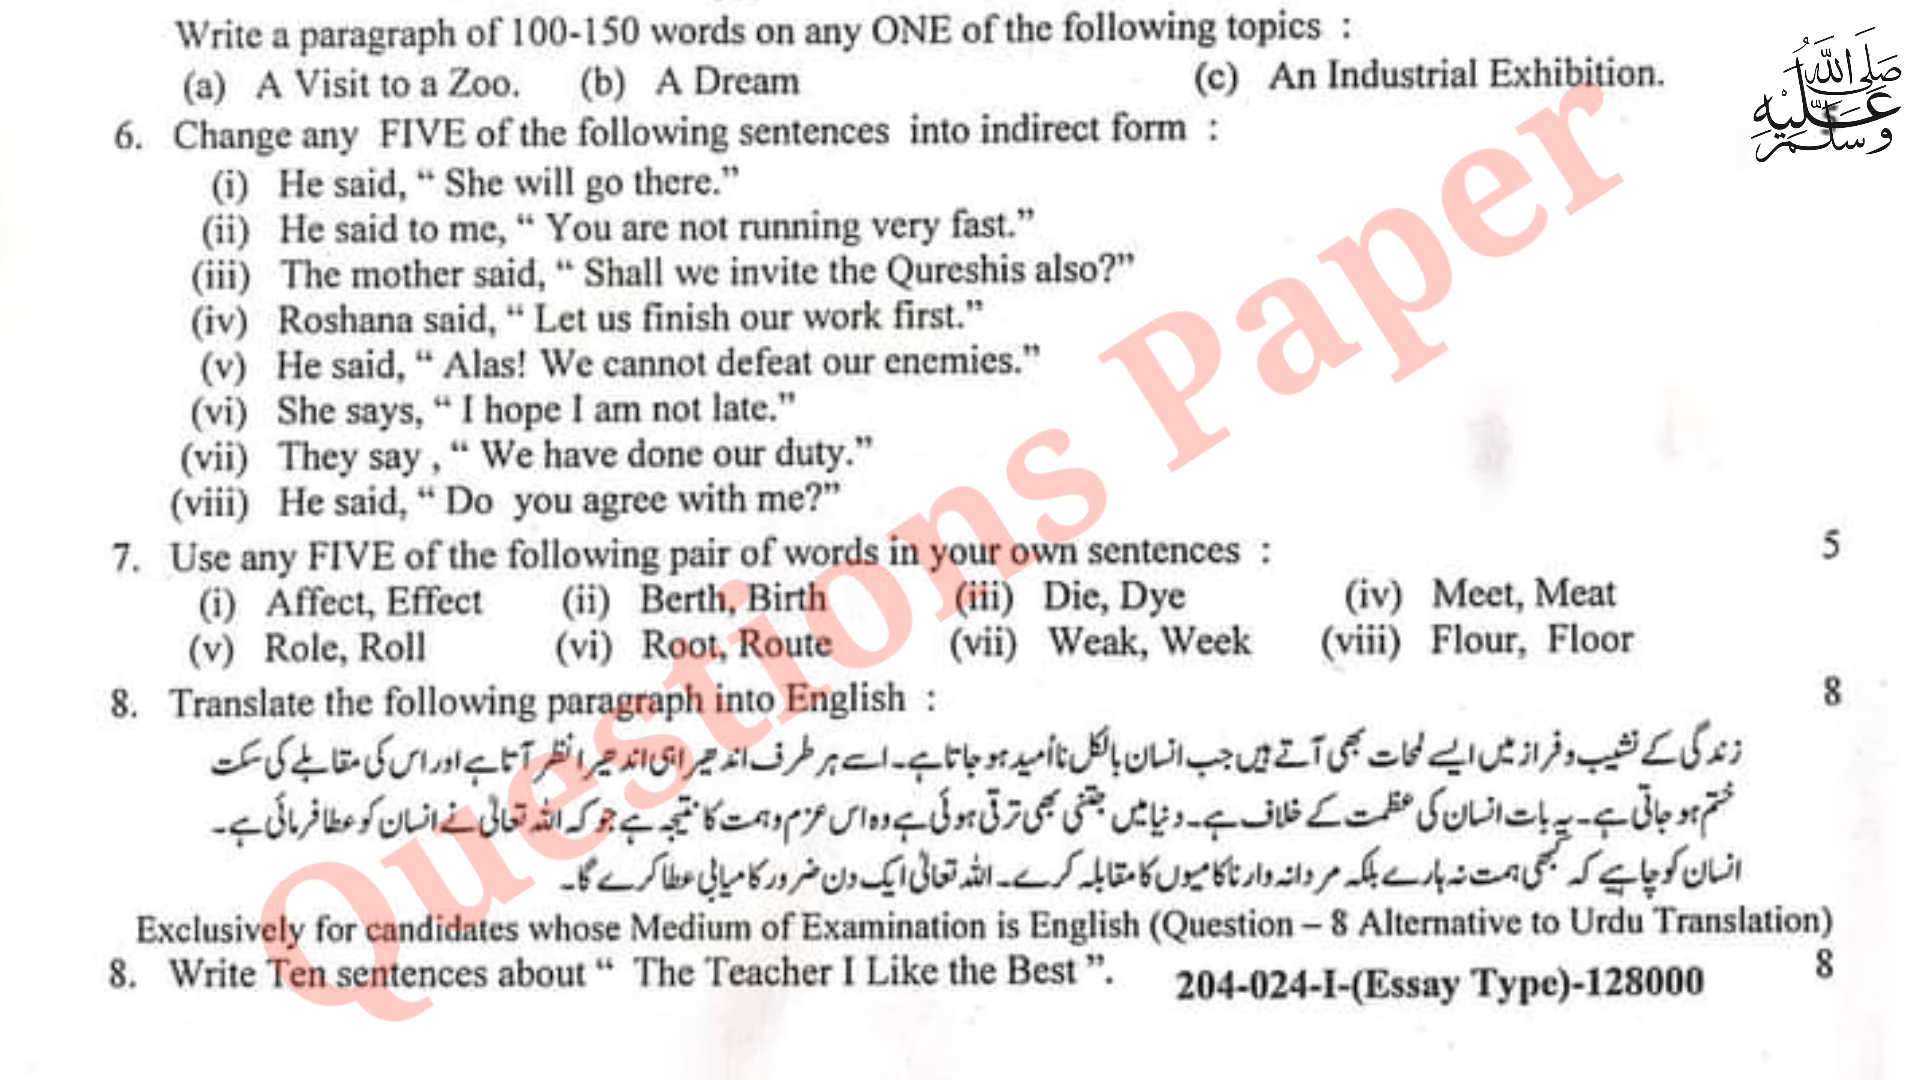 Write a paragraph of 100-150 words on any ONE of the following topics :
(a) A Visit to a Zoo. (b) A Dream (c) An Industrial Exhibition.
صَلَى اللّٰهُ عَلَيْهِ وَسَلَّمَ
6. Change any FIVE of the following sentences into indirect form :
(i) He said, “ She will go there.”
(ii) He said to me, “ You are not running very fast.”
(iii) The mother said, “ Shall we invite the Qureshis also?”
(iv) Roshana said, “ Let us finish our work first.”
(v) He said, “ Alas! We cannot defeat our enemies.”
(vi) She says, “ I hope I am not late.”
(vii) They say , “ We have done our duty.”
(viii) He said, “ Do you agree with me?”
7. Use any FIVE of the following pair of words in your own sentences : 5
(i) Affect, Effect (ii) Berth, Birth (iii) Die, Dye (iv) Meet, Meat
(v) Role, Roll (vi) Root, Route (vii) Weak, Week (viii) Flour, Floor
8. Translate the following paragraph into English : 8
زندگی کے نشیب و فراز میں ایسے لمحات بھی آتے ہیں جب انسان بالکل نا اُمید ہو جاتا ہے۔ اسے ہر طرف اندھیرا ہی اندھیرا نظر آتا ہے اور اس کی مقابلے کی سکت
ختم ہو جاتی ہے۔ یہ بات انسان کی عظمت کے خلاف ہے۔ دنیا میں جتنی بھی ترقی ہوئی ہے وہ اس عزم و ہمت کا نتیجہ ہے جو کہ اللہ تعالیٰ نے انسان کو عطا فرمائی ہے۔
انسان کو چاہیے کہ کبھی ہمت نہ ہارے بلکہ مردانہ وار ناکامیوں کا مقابلہ کرے۔ اللہ تعالیٰ ایک دن ضرور کامیابی عطا کرے گا۔
Exclusively for candidates whose Medium of Examination is English (Question – 8 Alternative to Urdu Translation)
8. Write Ten sentences about “ The Teacher I Like the Best ”. 8
204-024-I-(Essay Type)-128000
Questions Paper